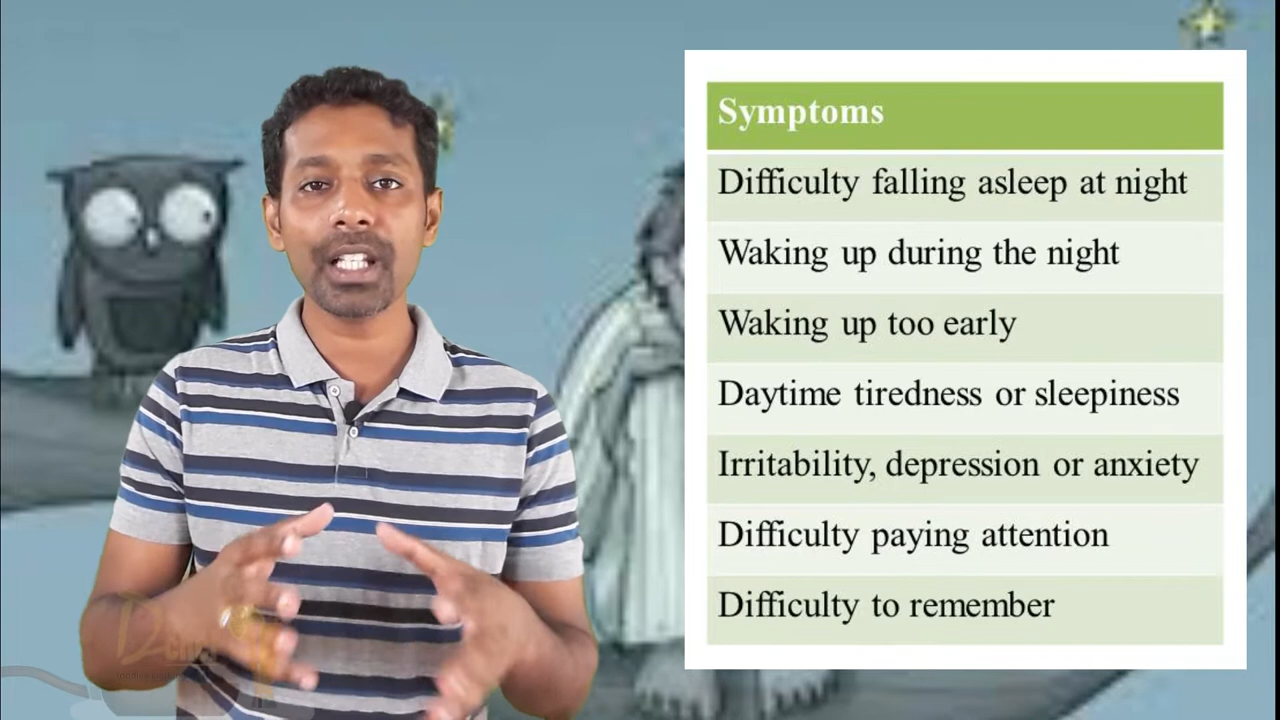 Symptoms
Difficulty falling asleep at night
Waking up during the night
Waking up too early
Daytime tiredness or sleepiness
Irritability, depression or anxiety
Difficulty paying attention
Difficulty to remember